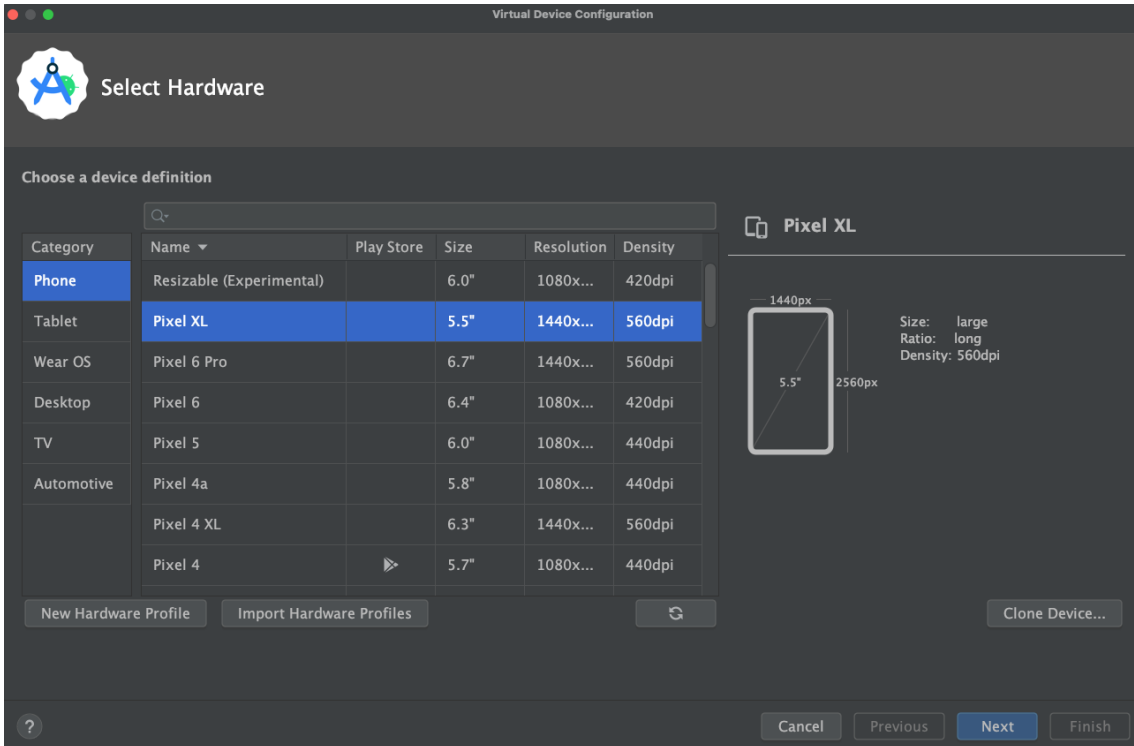 Virtual Device Configuration
Select Hardware
Choose a device definition
Category
Phone
Tablet
Wear OS
Desktop
TV
Automotive
Name Play Store Size Resolution Density
Resizable (Experimental) 6.0" 1080x... 420dpi
Pixel XL 5.5" 1440x... 560dpi
Pixel 6 Pro 6.7" 1440x... 560dpi
Pixel 6 6.4" 1080x... 420dpi
Pixel 5 6.0" 1080x... 440dpi
Pixel 4a 5.8" 1080x... 440dpi
Pixel 4 XL 6.3" 1440x... 560dpi
Pixel 4 5.7" 1080x... 440dpi
New Hardware Profile Import Hardware Profiles
Pixel XL
1440px
5.5"
2560px
Size: large
Ratio: long
Density: 560dpi
Clone Device...
?
Cancel Previous Next Finish